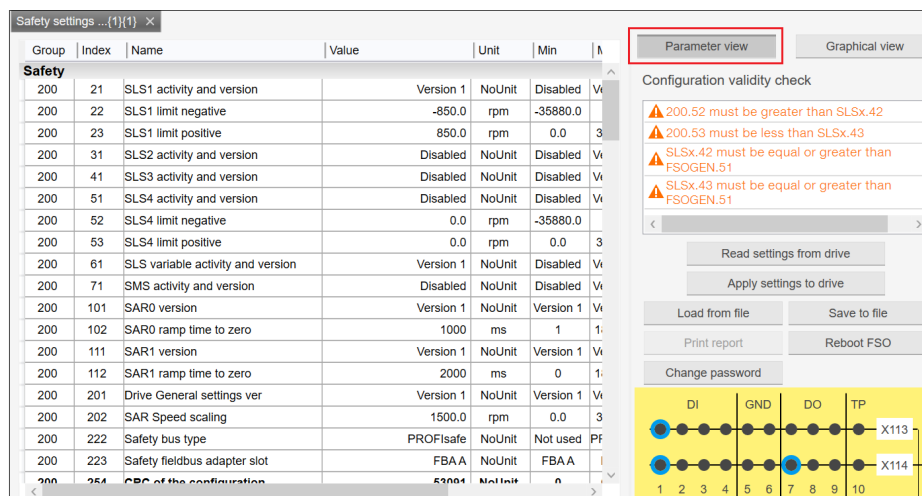 Safety settings ...{1}{1} ×
Group Index Name Value Unit Min
Parameter view Graphical view
Safety
200 21 SLS1 activity and version Version 1 NoUnit Disabled
200 22 SLS1 limit negative -850.0 rpm -35880.0
200 23 SLS1 limit positive 850.0 rpm 0.0 3
200 31 SLS2 activity and version Disabled NoUnit Disabled
200 41 SLS3 activity and version Disabled NoUnit Disabled
200 51 SLS4 activity and version Disabled NoUnit Disabled
200 52 SLS4 limit negative 0.0 rpm -35880.0
200 53 SLS4 limit positive 0.0 rpm 0.0 3
200 61 SLS variable activity and version Version 1 NoUnit Disabled
200 71 SMS activity and version Disabled NoUnit Disabled
200 101 SAR0 version Version 1 NoUnit Version 1
200 102 SAR0 ramp time to zero 1000 ms 1
200 111 SAR1 version Version 1 NoUnit Version 1
200 112 SAR1 ramp time to zero 2000 ms 0
200 201 Drive General settings ver Version 1 NoUnit Version 1
200 202 SAR Speed scaling 1500.0 rpm 0.0 3
200 222 Safety bus type PROFIsafe NoUnit Not used
200 223 Safety fieldbus adapter slot FBA A NoUnit FBA A
200 254 CRC of the configuration 53091 NoUnit 0
Configuration validity check
200.52 must be greater than SLSx.42
200.53 must be less than SLSx.43
SLSx.42 must be equal or greater than
FSOGEN.51
SLSx.43 must be equal or greater than
FSOGEN.51
Read settings from drive
Apply settings to drive
Load from file Save to file
Print report Reboot FSO
Change password
DI GND DO TP
X113
X114
1 2 3 4 5 6 7 8 9 10